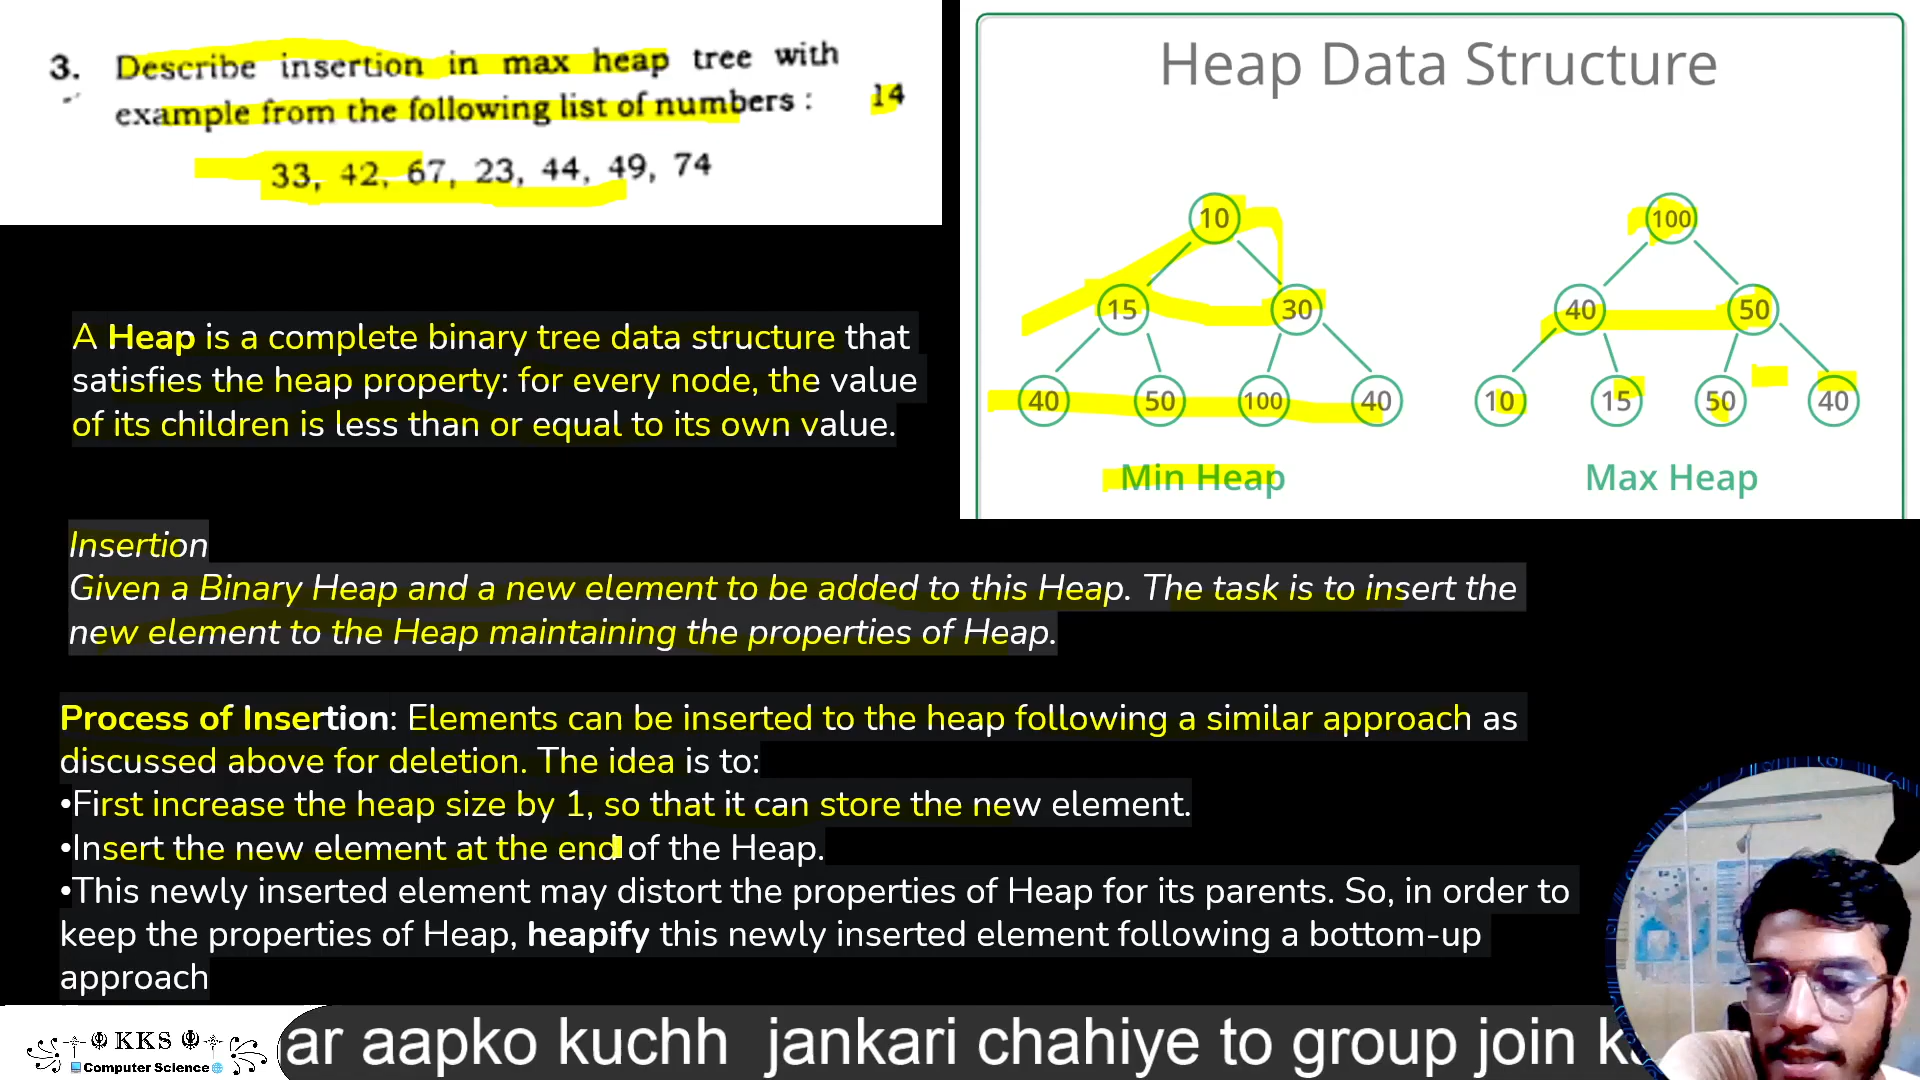 3. Describe insertion in max heap tree with
example from the following list of numbers : 14
33, 42, 67, 23, 44, 49, 74
Heap Data Structure
10
15 30
40 50 100 40
Min Heap
100
40 50
10 15 50 40
Max Heap
A Heap is a complete binary tree data structure that
satisfies the heap property: for every node, the value
of its children is less than or equal to its own value.
Insertion
Given a Binary Heap and a new element to be added to this Heap. The task is to insert the
new element to the Heap maintaining the properties of Heap.
Process of Insertion: Elements can be inserted to the heap following a similar approach as
discussed above for deletion. The idea is to:
•First increase the heap size by 1, so that it can store the new element.
•Insert the new element at the end of the Heap.
•This newly inserted element may distort the properties of Heap for its parents. So, in order to
keep the properties of Heap, heapify this newly inserted element following a bottom-up
approach
KKS
Computer Science
ar aapko kuchh jankari chahiye to group join